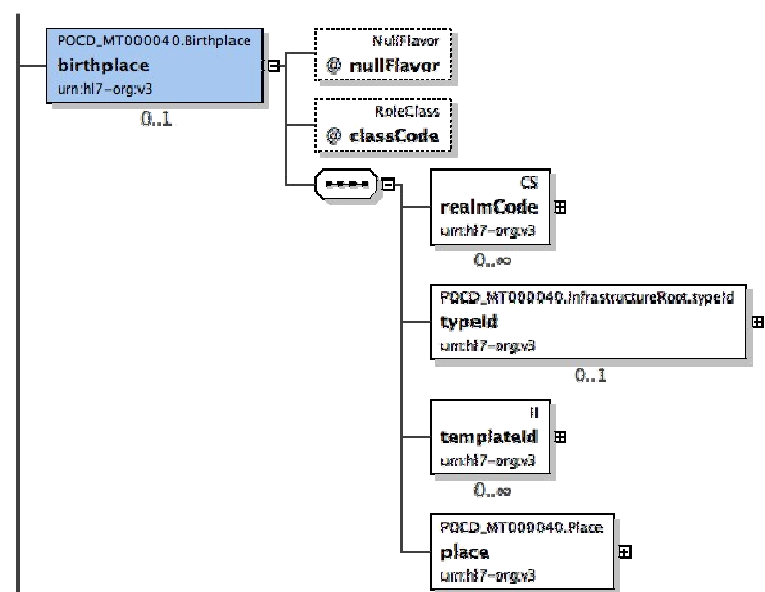 POCD_MT000040.Birthplace
birthplace
urn:hl7-org:v3
0..1
NullFlavor
@ nullFlavor
RoleClass
@ classCode
CS
realmCode
urn:hl7-org:v3
0..∞
POCD_MT000040.InfrastructureRoot.typeId
typeId
urn:hl7-org:v3
0..1
II
templateId
urn:hl7-org:v3
0..∞
POCD_MT000040.Place
place
urn:hl7-org:v3